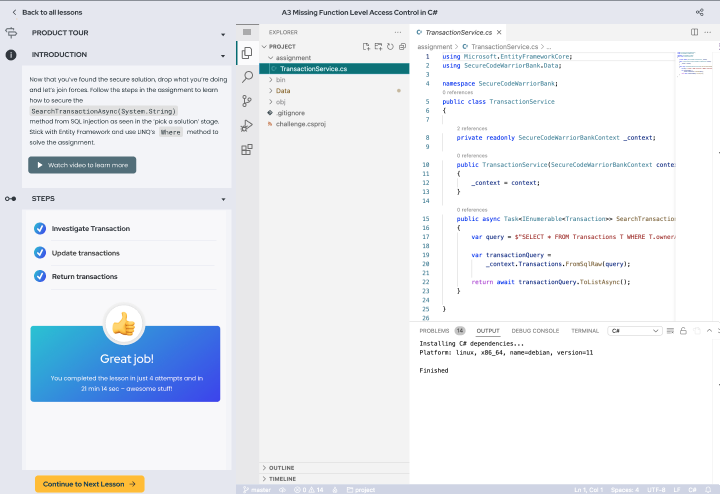 Back to all lessons
A3 Missing Function Level Access Control in C#
PRODUCT TOUR
INTRODUCTION
Now that you've found the secure solution, drop what you're doing
and let's join forces. Follow the steps in the assignment to learn
how to secure the
SearchTransactionAsync(System.String)
method from SQL injection as seen in the 'pick a solution' stage.
Stick with Entity Framework and use LINQ's Where method to
solve the assignment.
Watch video to learn more
STEPS
Investigate Transaction
Update transactions
Return transactions
Great job!
You completed the lesson in just 4 attempts and in
21 min 14 sec – awesome stuff!
Continue to Next Lesson
EXPLORER
PROJECT
assignment
TransactionService.cs
bin
Data
obj
.gitignore
challenge.csproj
OUTLINE
TIMELINE
TransactionService.cs
assignment > TransactionService.cs > ...
1 using Microsoft.EntityFrameworkCore;
2 using SecureCodeWarriorBank.Data;
3
4 namespace SecureCodeWarriorBank;
0 references
5 public class TransactionService
6 {
7
3 references
8 private readonly SecureCodeWarriorBankContext _context;
9
0 references
10 public TransactionService(SecureCodeWarriorBankContext conte
11 {
12 _context = context;
13 }
14
0 references
15 public async Task<IEnumerable<Transaction>> SearchTransaction
16 {
17 var query = $"SELECT * FROM Transactions T WHERE T.owner
18
19 var transactionQuery =
20 _context.Transactions.FromSqlRaw(query);
21
22 return await transactionQuery.ToListAsync();
23 }
24
25 }
26
PROBLEMS 14 OUTPUT DEBUG CONSOLE TERMINAL C#
Installing C# dependencies...
Platform: linux, x86_64, name=debian, version=11
Finished
master 0 14 project Ln 1, Col 1 Spaces: 4 UTF-8 LF C#